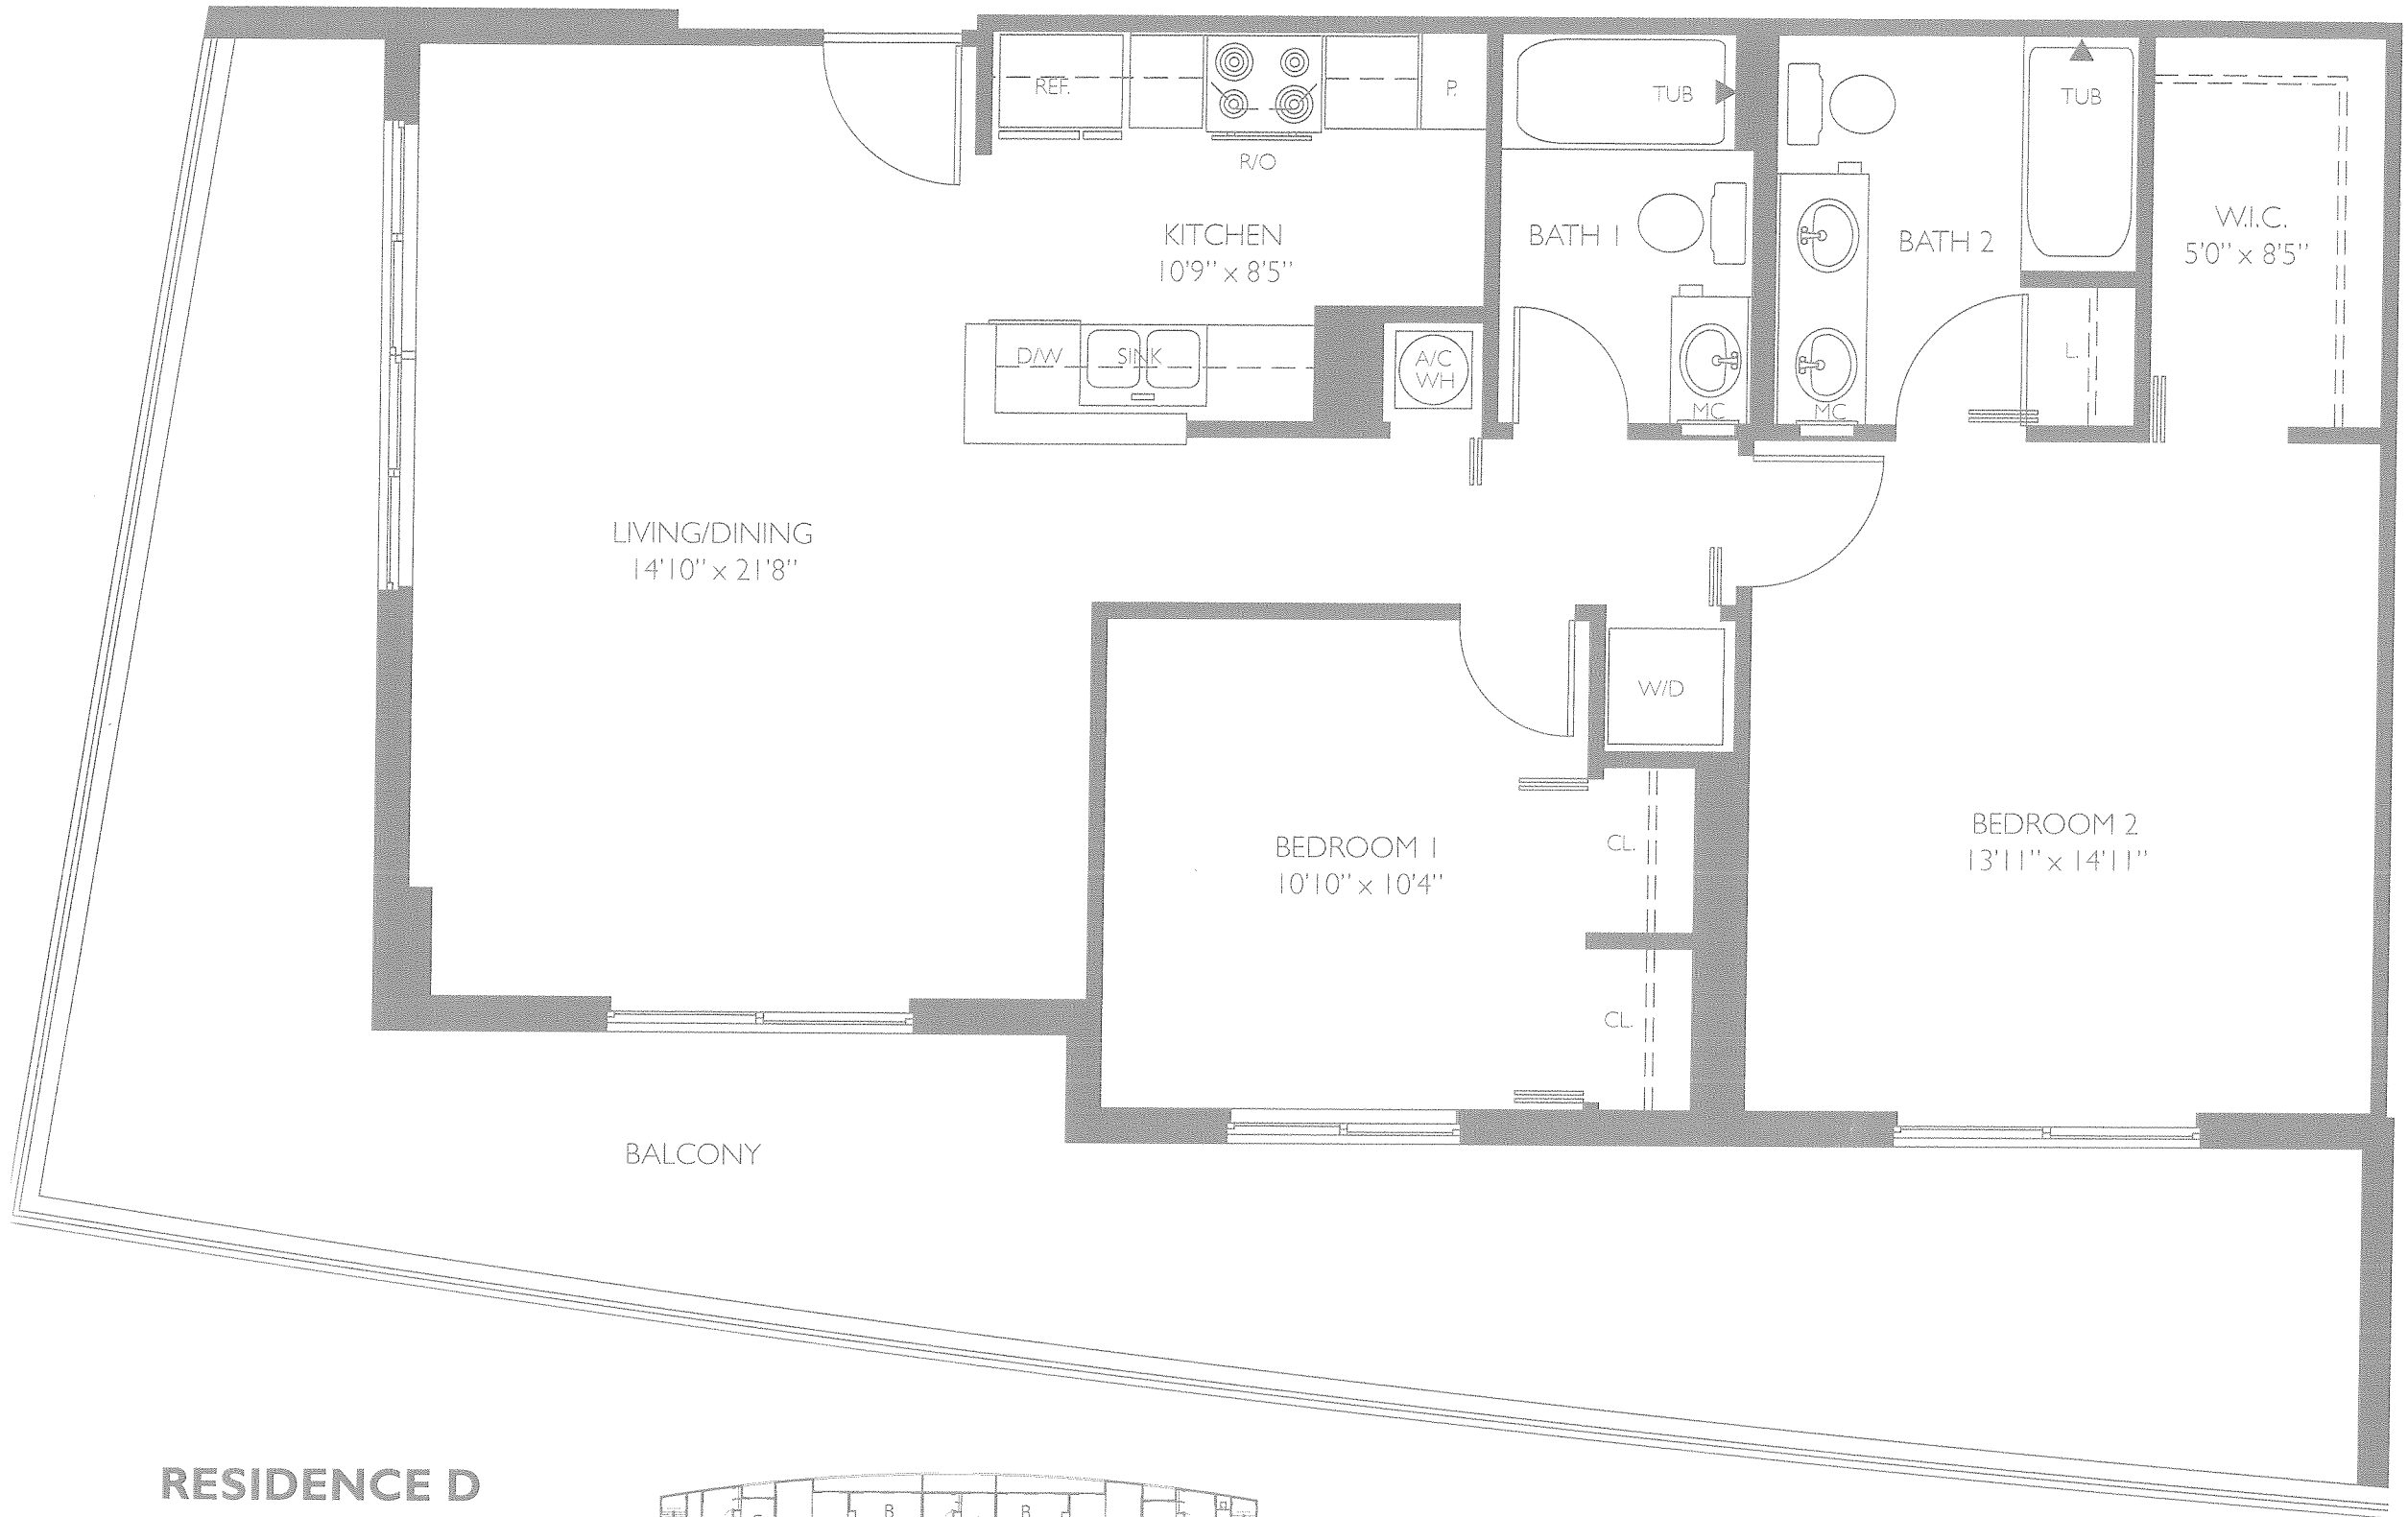 REF.
R/O
P.
TUB
TUB
KITCHEN
10'9" x 8'5"
BATH 1
BATH 2
W.I.C.
5'0" x 8'5"
D/W
SINK
A/C
WH
MC
MC
L.
LIVING/DINING
14'10" x 21'8"
W/D
BEDROOM 1
10'10" x 10'4"
CL.
CL.
BEDROOM 2
13'11" x 14'11"
BALCONY
RESIDENCE D
B
B